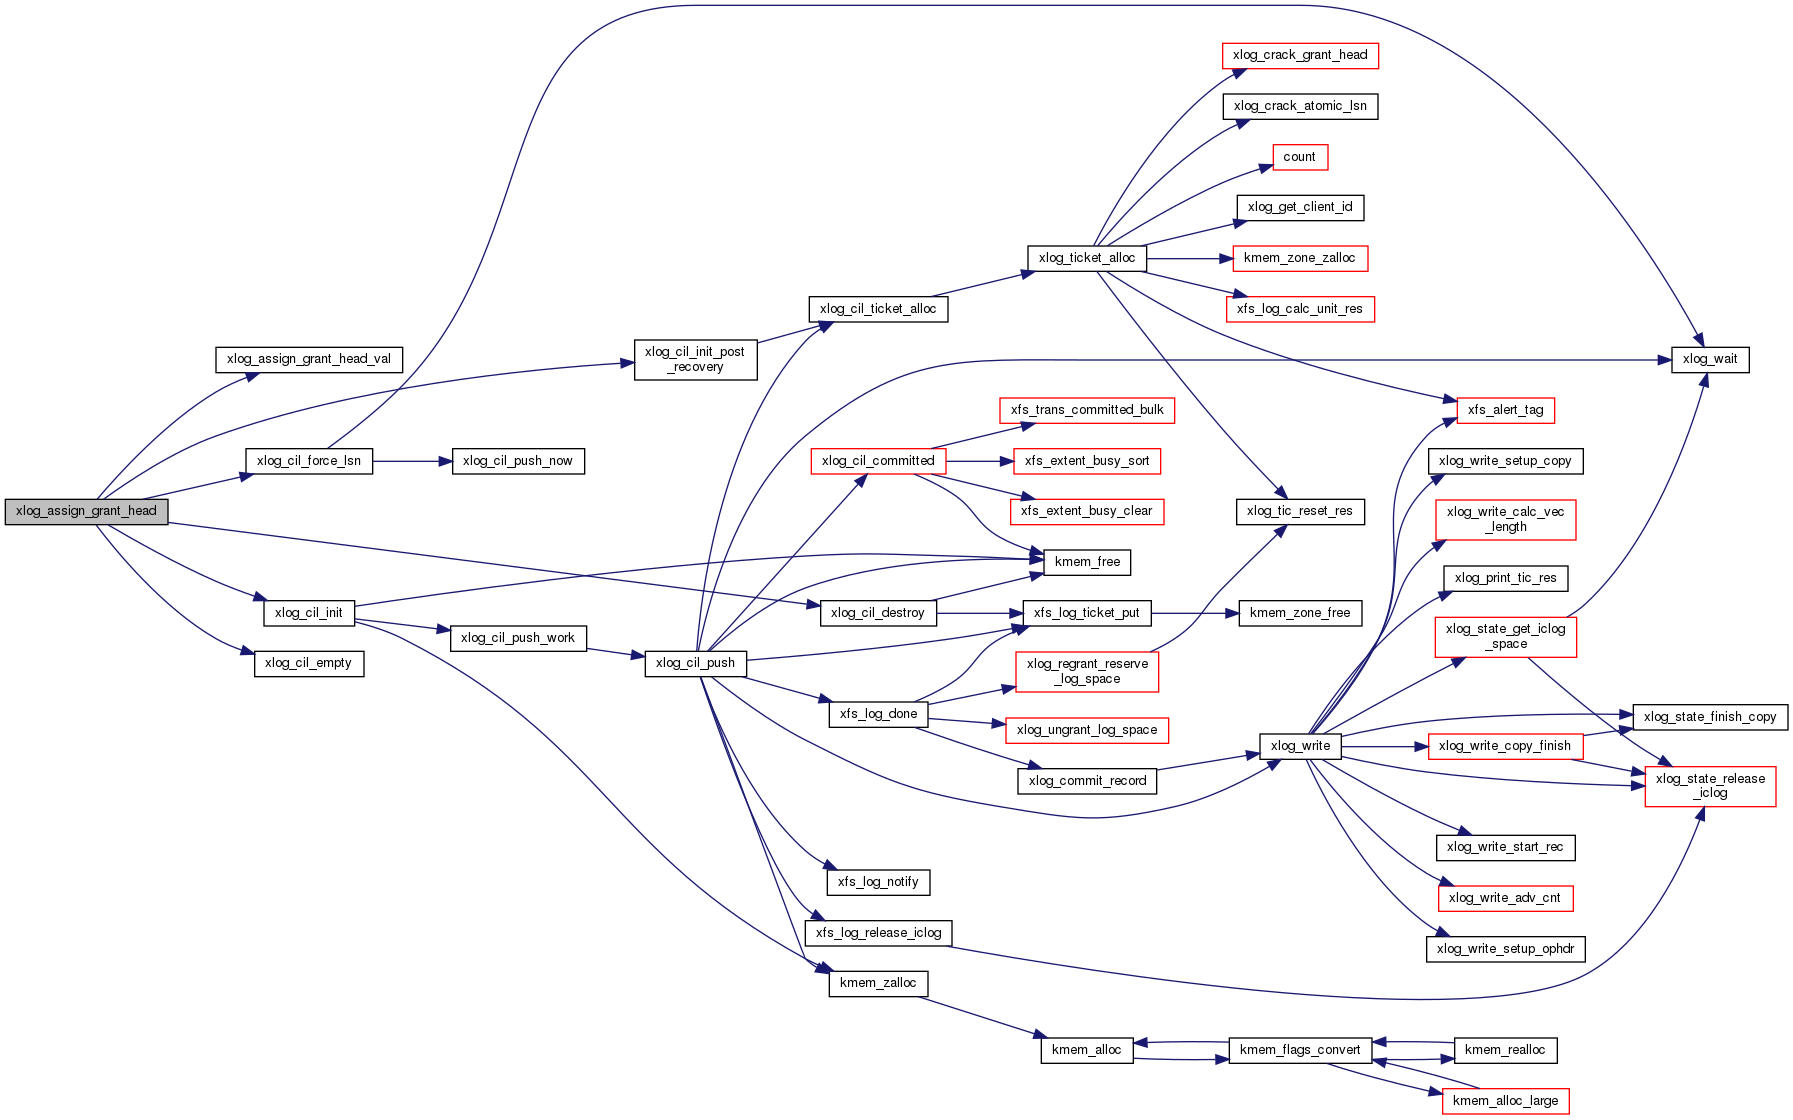 xlog_crack_grant_head
xlog_crack_atomic_lsn
count
xlog_get_client_id
xlog_ticket_alloc
kmem_zone_zalloc
xlog_cil_ticket_alloc
xfs_log_calc_unit_res
xlog_assign_grant_head_val
xlog_cil_init_post
_recovery
xlog_wait
xfs_trans_committed_bulk
xfs_alert_tag
xlog_cil_force_lsn
xlog_cil_push_now
xlog_cil_committed
xfs_extent_busy_sort
xlog_write_setup_copy
xlog_assign_grant_head
xfs_extent_busy_clear
xlog_tic_reset_res
xlog_write_calc_vec
_length
kmem_free
xlog_print_tic_res
xlog_cil_init
xlog_cil_destroy
xfs_log_ticket_put
kmem_zone_free
xlog_cil_push_work
xlog_state_get_iclog
_space
xlog_cil_empty
xlog_cil_push
xlog_regrant_reserve
_log_space
xfs_log_done
xlog_ungrant_log_space
xlog_state_finish_copy
xlog_write
xlog_write_copy_finish
xlog_commit_record
xlog_state_release
_iclog
xlog_write_start_rec
xfs_log_notify
xlog_write_adv_cnt
xfs_log_release_iclog
xlog_write_setup_ophdr
kmem_zalloc
kmem_alloc
kmem_flags_convert
kmem_realloc
kmem_alloc_large